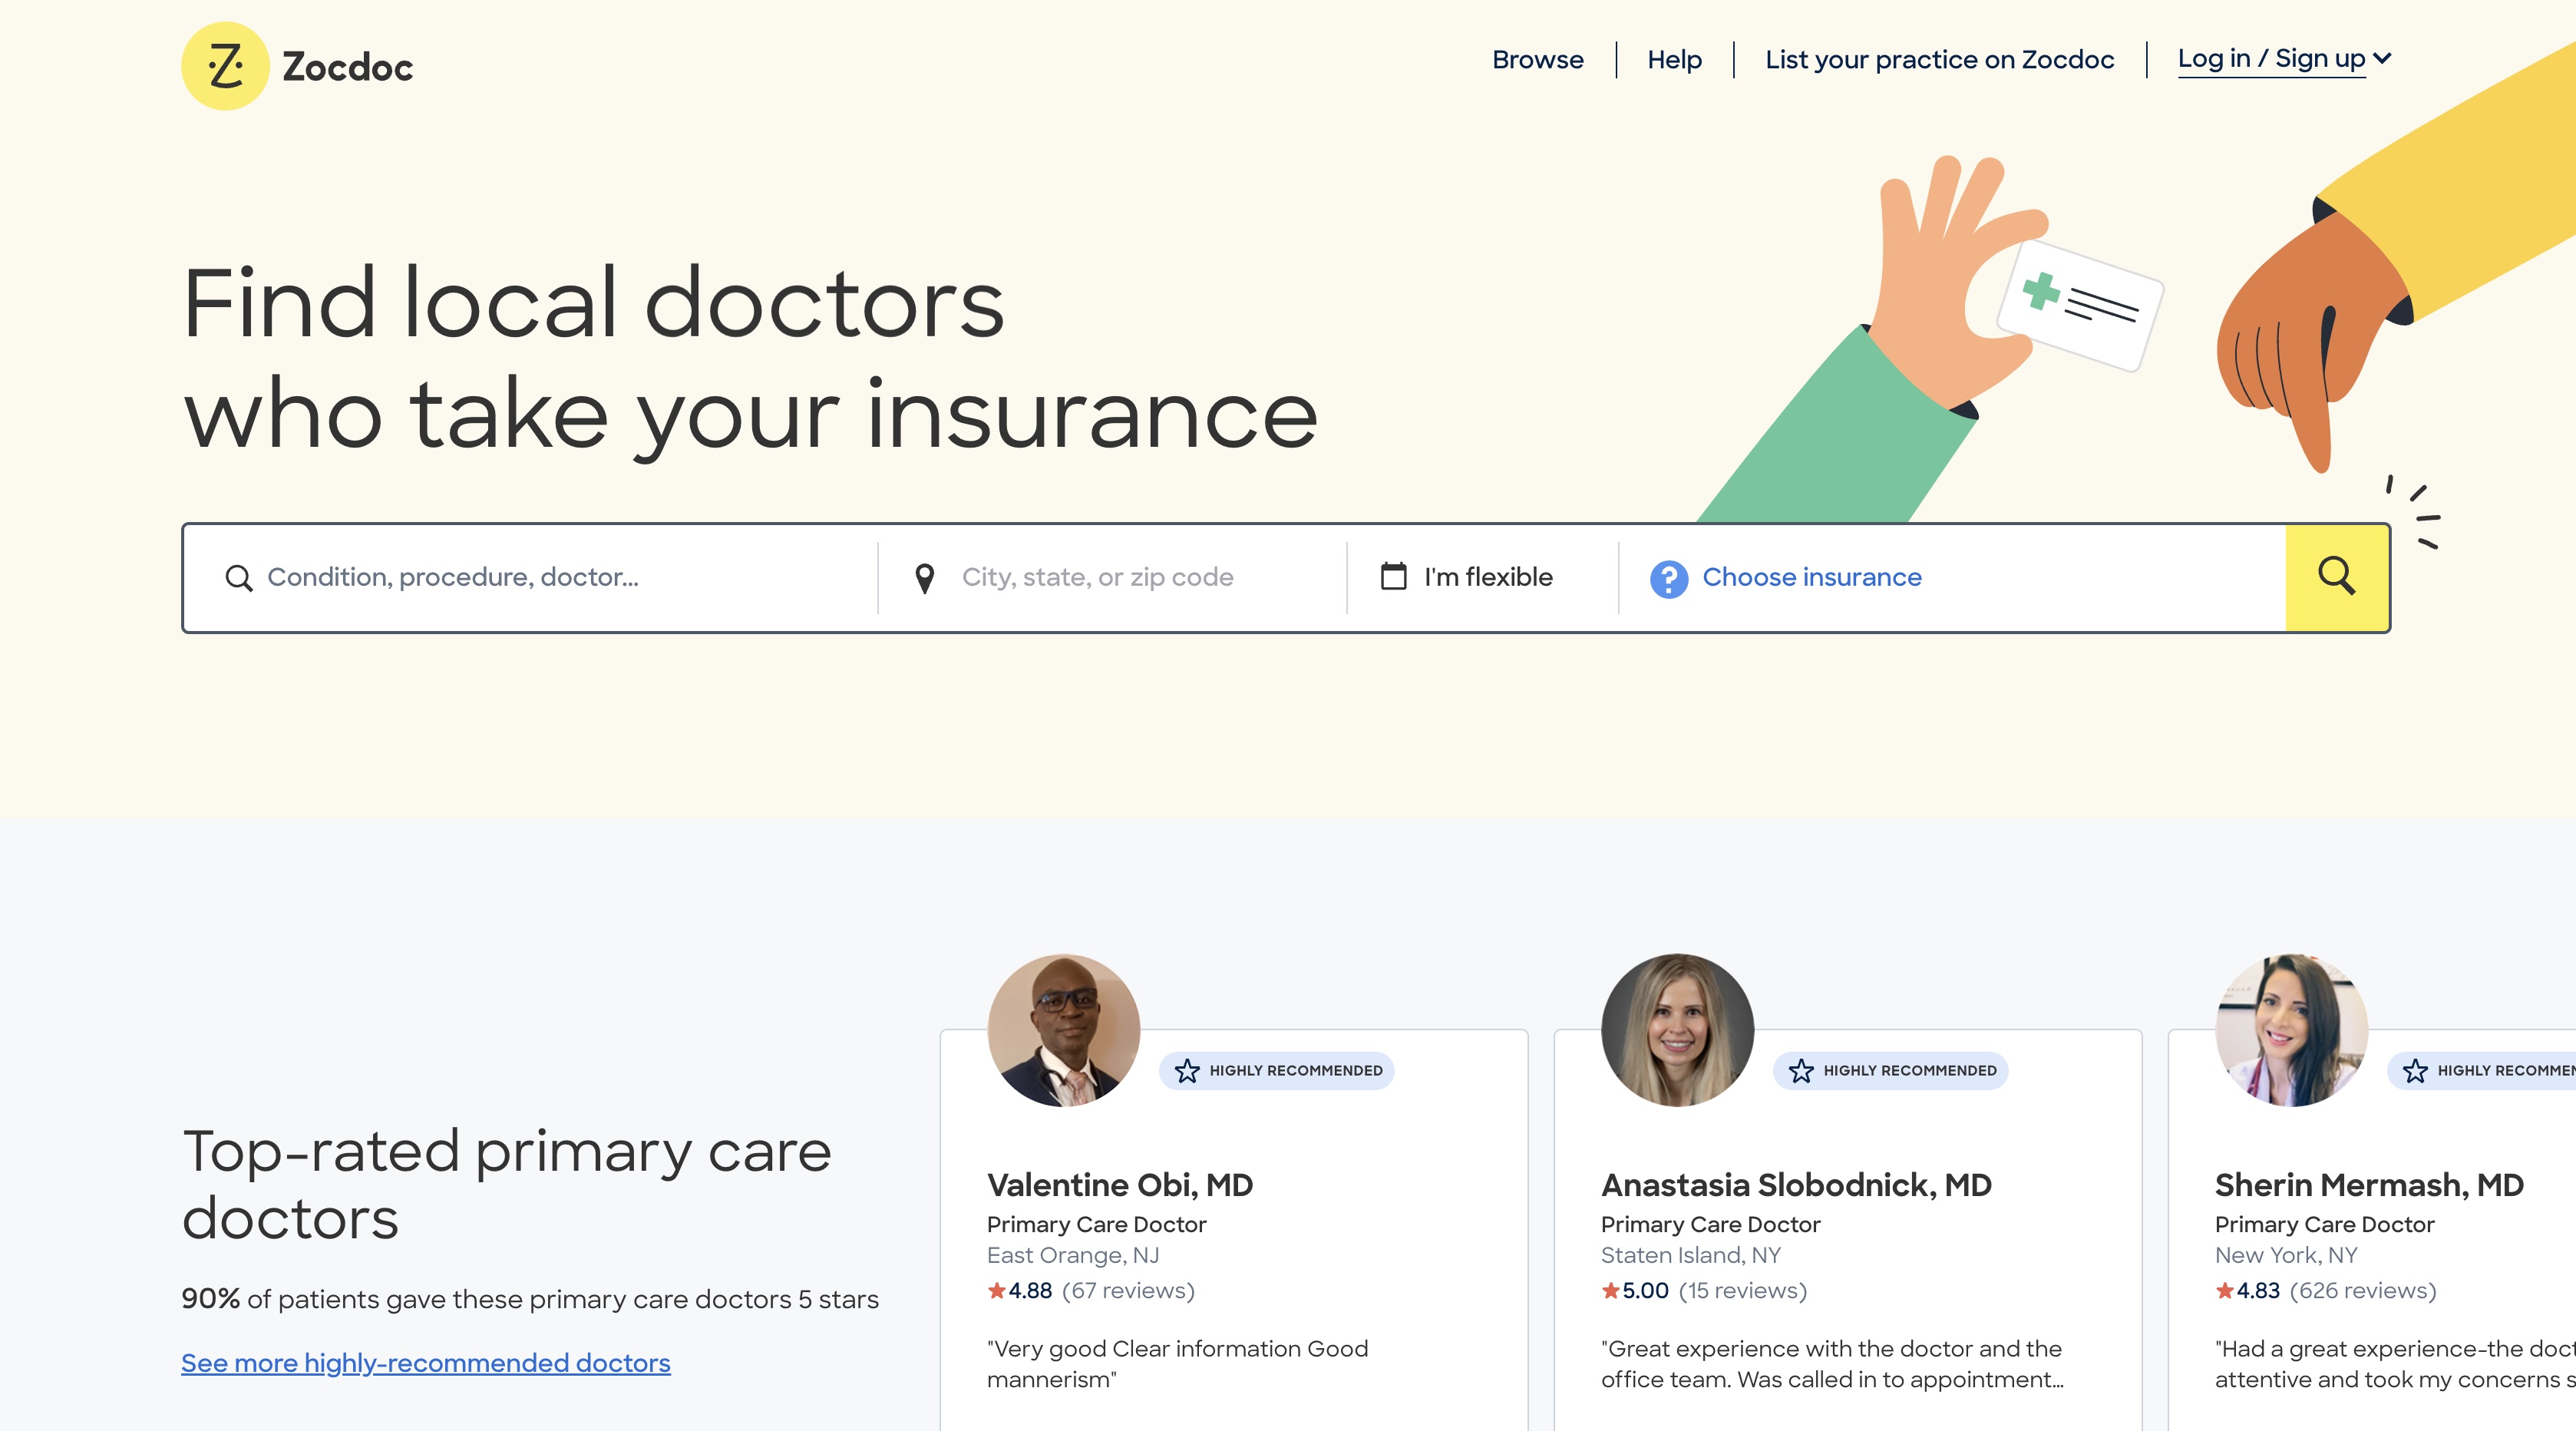 Zocdoc
Browse
Help
List your practice on Zocdoc
Log in / Sign up
Find local doctors
who take your insurance
Condition, procedure, doctor...
City, state, or zip code
I'm flexible
Choose insurance
Top-rated primary care
doctors
90% of patients gave these primary care doctors 5 stars
See more highly-recommended doctors
HIGHLY RECOMMENDED
Valentine Obi, MD
Primary Care Doctor
East Orange, NJ
4.88 (67 reviews)
"Very good Clear information Good
mannerism"
HIGHLY RECOMMENDED
Anastasia Slobodnick, MD
Primary Care Doctor
Staten Island, NY
5.00 (15 reviews)
"Great experience with the doctor and the
office team. Was called in to appointment...
HIGHLY RECOMMEN
Sherin Mermash, MD
Primary Care Doctor
New York, NY
4.83 (626 reviews)
"Had a great experience-the doct
attentive and took my concerns s